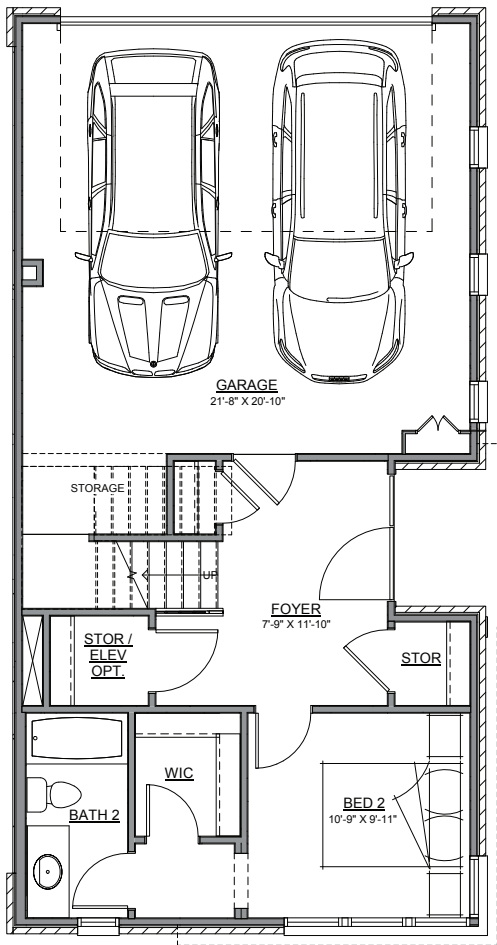 GARAGE
21'-8" X 20'-10"
STORAGE
UP
FOYER
7'-9" X 11'-10"
STOR /
ELEV
OPT.
STOR
WIC
BATH 2
BED 2
10'-9" X 9'-11"